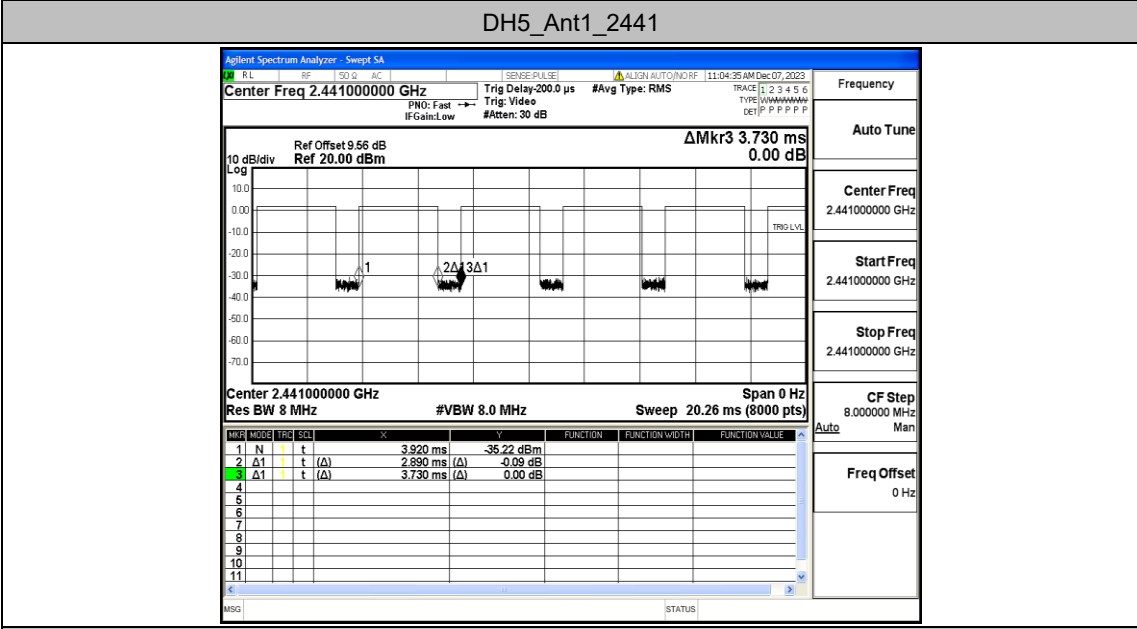 DH5_Ant1_2441
Agilent Spectrum Analyzer - Swept SA
RL RF 50 Ω AC SENSE:PULSE ALIGN AUTO/NO RF 11:04:35 AM Dec 07, 2023
Center Freq 2.441000000 GHz Trig Delay-200.0 µs #Avg Type: RMS TRACE 1 2 3 4 5 6
PNO: Fast Trig: Video TYPE
IFGain:Low #Atten: 30 dB DET P P P P P P
ΔMkr3 3.730 ms
0.00 dB
Ref Offset 9.56 dB
10 dB/div Ref 20.00 dBm
Log
10.0
0.00
-10.0
TRIG LVL
-20.0
-30.0
1 2Δ1 3Δ1
-40.0
-50.0
-60.0
-70.0
Center 2.441000000 GHz Span 0 Hz
Res BW 8 MHz #VBW 8.0 MHz Sweep 20.26 ms (8000 pts)
MKR MODE TRC SCL X Y FUNCTION FUNCTION WIDTH FUNCTION VALUE
1 N 1 t 3.920 ms -35.22 dBm
2 Δ1 1 t (Δ) 2.890 ms (Δ) -0.09 dB
3 Δ1 1 t (Δ) 3.730 ms (Δ) 0.00 dB
4
5
6
7
8
9
10
11
MSG STATUS
Frequency
Auto Tune
Center Freq
2.441000000 GHz
Start Freq
2.441000000 GHz
Stop Freq
2.441000000 GHz
CF Step
8.000000 MHz
Auto Man
Freq Offset
0 Hz